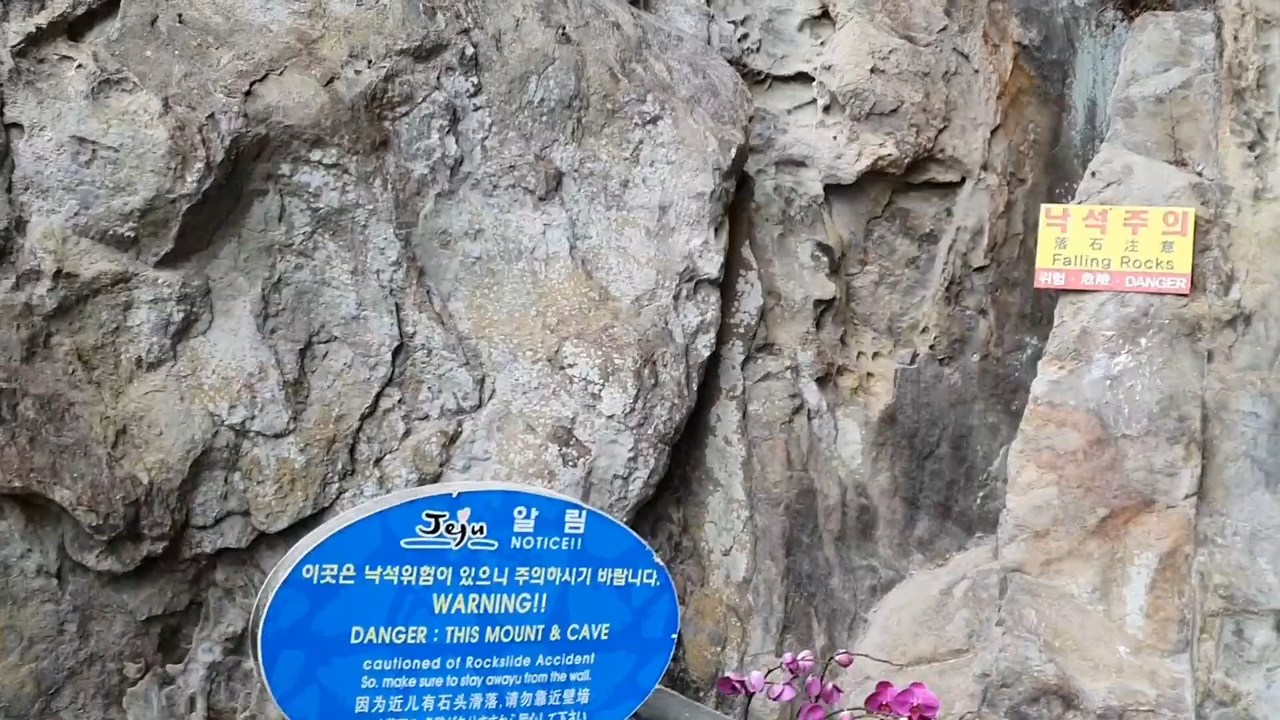 낙석주의
落石注意
Falling Rocks
위험 · 危險 · DANGER
Jeju 알림
NOTICE!!
이곳은 낙석위험이 있으니 주의하시기 바랍니다.
WARNING!!
DANGER : THIS MOUNT & CAVE
cautioned of Rockslide Accident
So. make sure to stay awayu from the wall.
因为近儿有石头滑落,请勿靠近壁墙